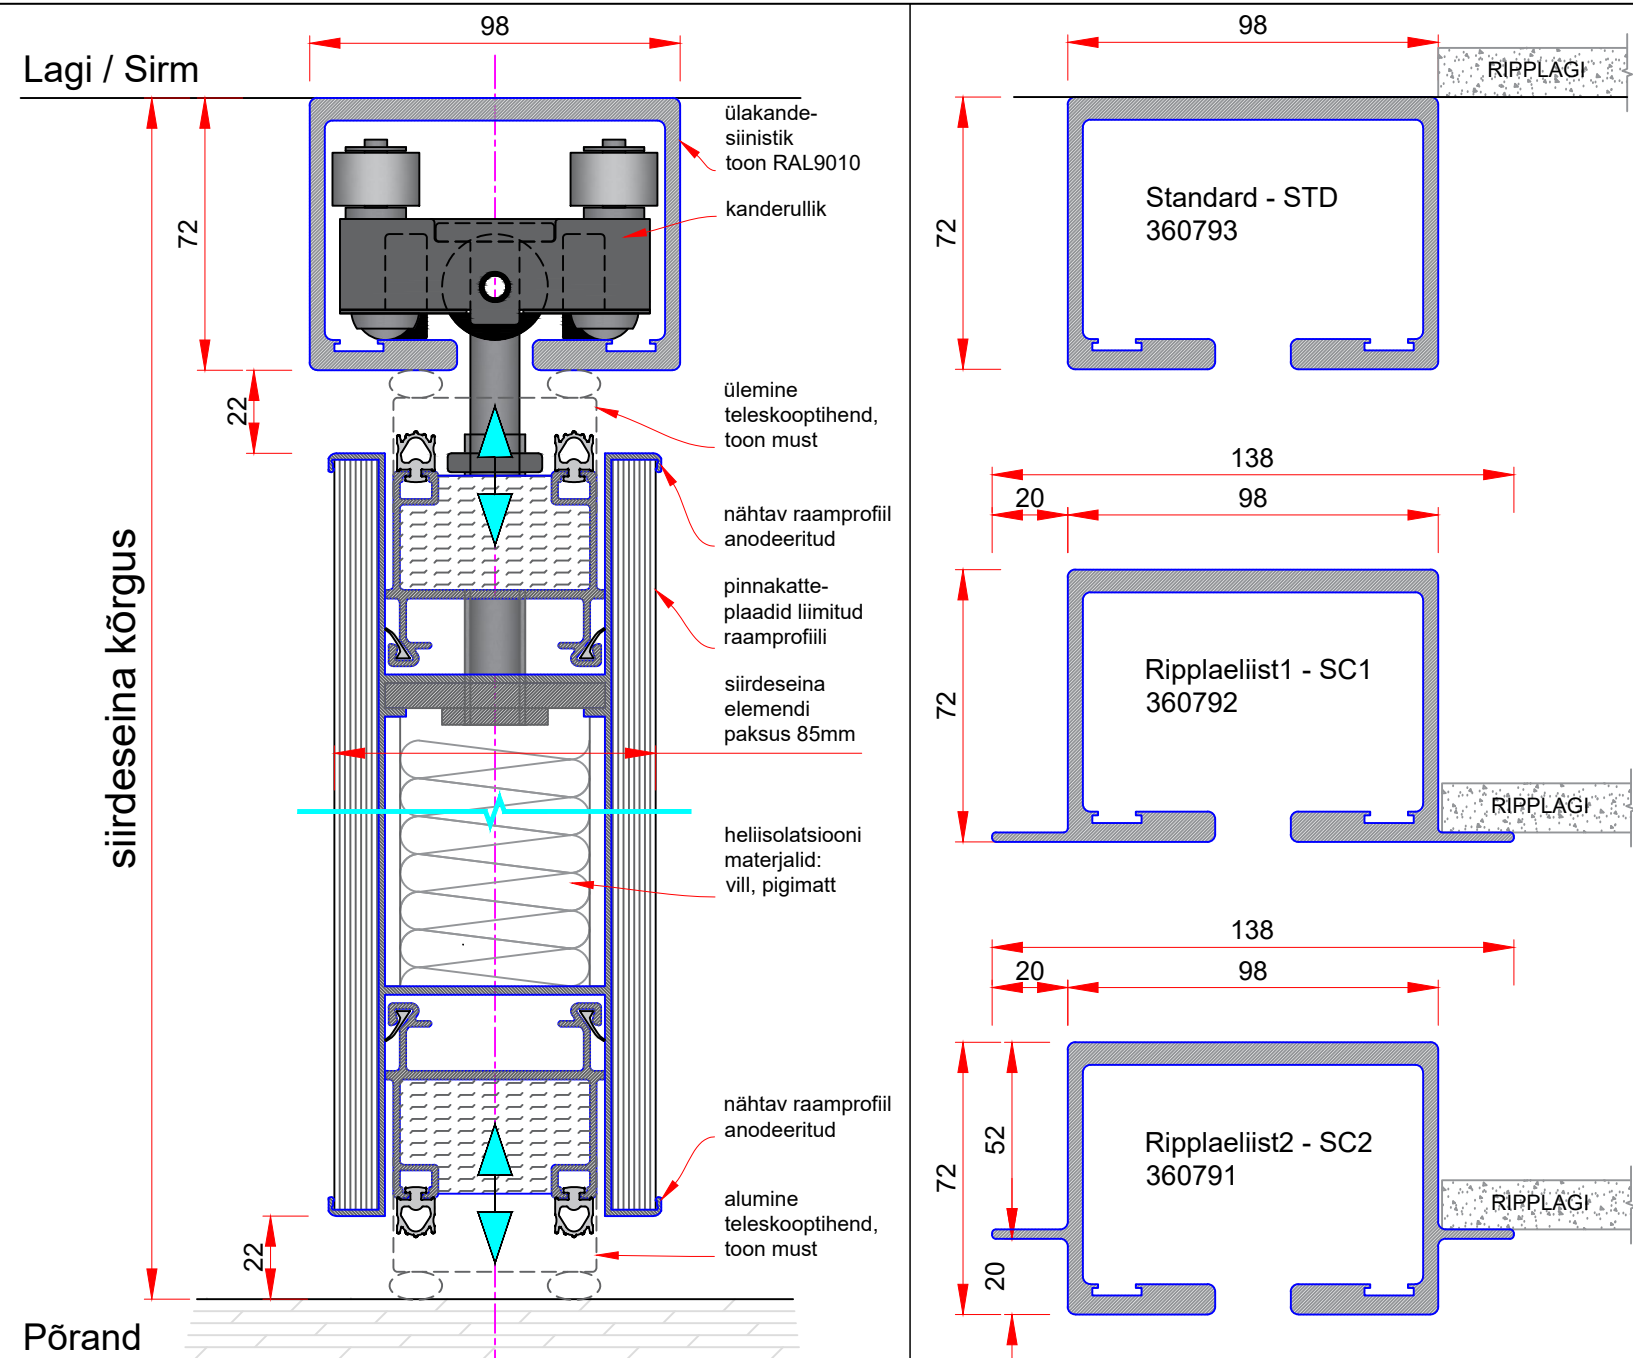 Lagi / Sirm
98
72
22
siirdeseina kõrgus
ülakande-
siinistik
toon RAL9010
kanderullik
ülemine
teleskooptihend,
toon must
nähtav raamprofiil
anodeeritud
pinnakatte-
plaadid liimitud
raamprofiili
siirdeseina
elemendi
paksus 85mm
heliisolatsiooni
materjalid:
vill, pigimatt
nähtav raamprofiil
anodeeritud
alumine
teleskooptihend,
toon must
22
Põrand
98
RIPPLAGI
72
Standard - STD
360793
138
20
98
72
Ripplaeliist1 - SC1
360792
RIPPLAGI
138
20
98
72
52
20
Ripplaeliist2 - SC2
360791
RIPPLAGI